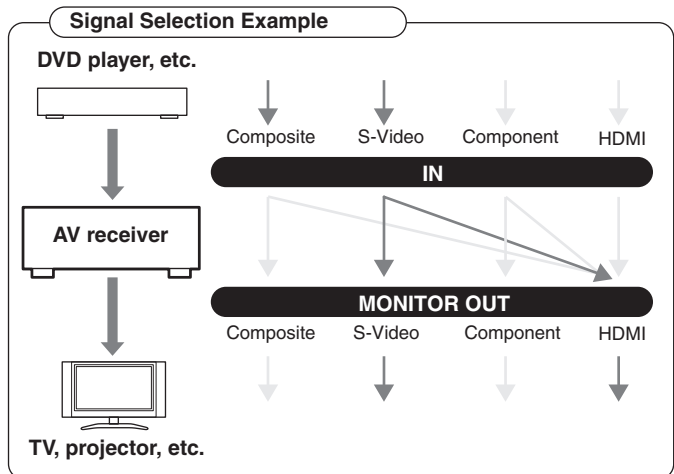 Signal Selection Example
DVD player, etc.
Composite S-Video Component HDMI
IN
AV receiver
MONITOR OUT
Composite S-Video Component HDMI
TV, projector, etc.